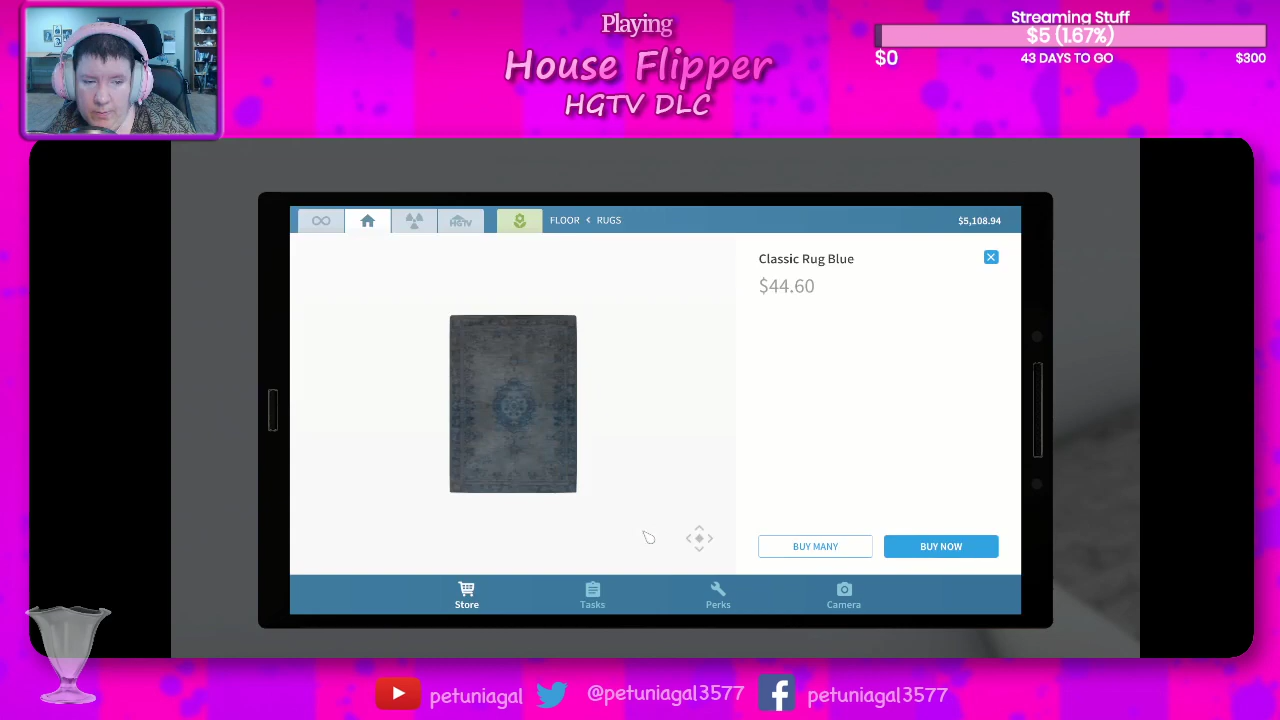 Playing
House Flipper
HGTV DLC
Streaming Stuff
$5 (1.67%)
$0
43 DAYS TO GO
$300
HGTV
FLOOR < RUGS
$5,108.94
Classic Rug Blue
$44.60
BUY MANY
BUY NOW
Store
Tasks
Perks
Camera
petuniagal
@petuniagal3577
petuniagal3577